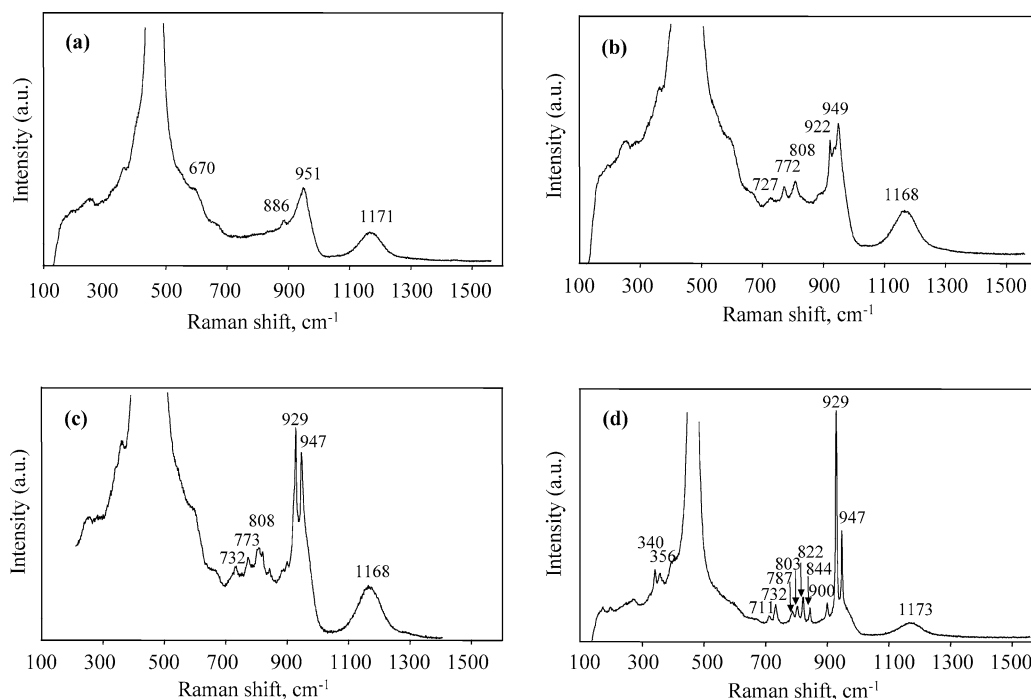 (a)
Intensity (a.u.)
670
886
951
1171
100 300 500 700 900 1100 1300 1500
Raman shift, cm-1
(b)
Intensity (a.u.)
727
772
808
922
949
1168
100 300 500 700 900 1100 1300 1500
Raman shift, cm-1
(c)
Intensity (a.u.)
732
773
808
929
947
1168
100 300 500 700 900 1100 1300 1500
Raman shift, cm-1
(d)
Intensity (a.u.)
340
356
711
732
787
803
822
844
900
929
947
1173
100 300 500 700 900 1100 1300 1500
Raman shift, cm-1